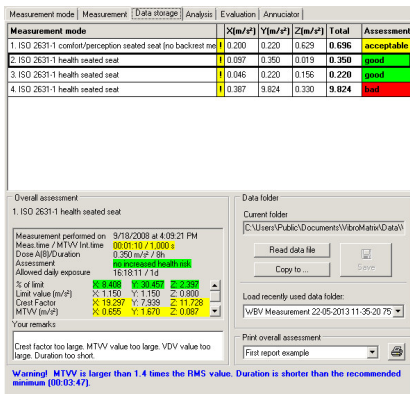 Measurement mode Measurement Data storage Analysis Evaluation Annuciator
Measurement mode X(m/s²) Y(m/s²) Z(m/s²) Total Assessment
1. ISO 2631-1 comfort/perception seated seat (no backrest me ! 0.200 0.220 0.629 0.696 acceptable
2. ISO 2631-1 health seated seat ! 0.097 0.350 0.019 0.350 good
3. ISO 2631-1 health seated seat ! 0.046 0.220 0.156 0.220 good
4. ISO 2631-1 health seated seat ! 0.387 9.824 0.330 9.824 bad
Overall assessment
1. ISO 2631-1 health seated seat
Measurement performed on 9/18/2008 at 4:09:21 PM
Meas.time / MTVV Int.time 00:01:10 / 1,000 s
Dose A(8)/Duration 0.350 m/s² / 8h
Assessment no increased health risk
Allowed daily exposure 16:18:11 / 1d
% of limit X: 8.408 Y: 30.457 Z: 2.397
Limit value (m/s²) X: 1.150 Y: 1.150 Z: 0.800
Crest Factor X: 19.297 Y: 7,939 Z: 11.728
MTVV (m/s²) X: 0.655 Y: 1.670 Z: 0.087
Your remarks
Crest factor too large. MTVV value too large. VDV value too
large. Duration too short.
Data folder
Current folder
C:\Users\Public\Documents\VibroMatrix\Data\
Read data file
Copy to ...
Save
Load recently used data folder:
WBV Measurement 22-05-2013 11-35-20 75
Print overall assessment
First report example
Warning! MTVV is larger than 1.4 times the RMS value. Duration is shorter than the recommended
minimum (00:03:47).